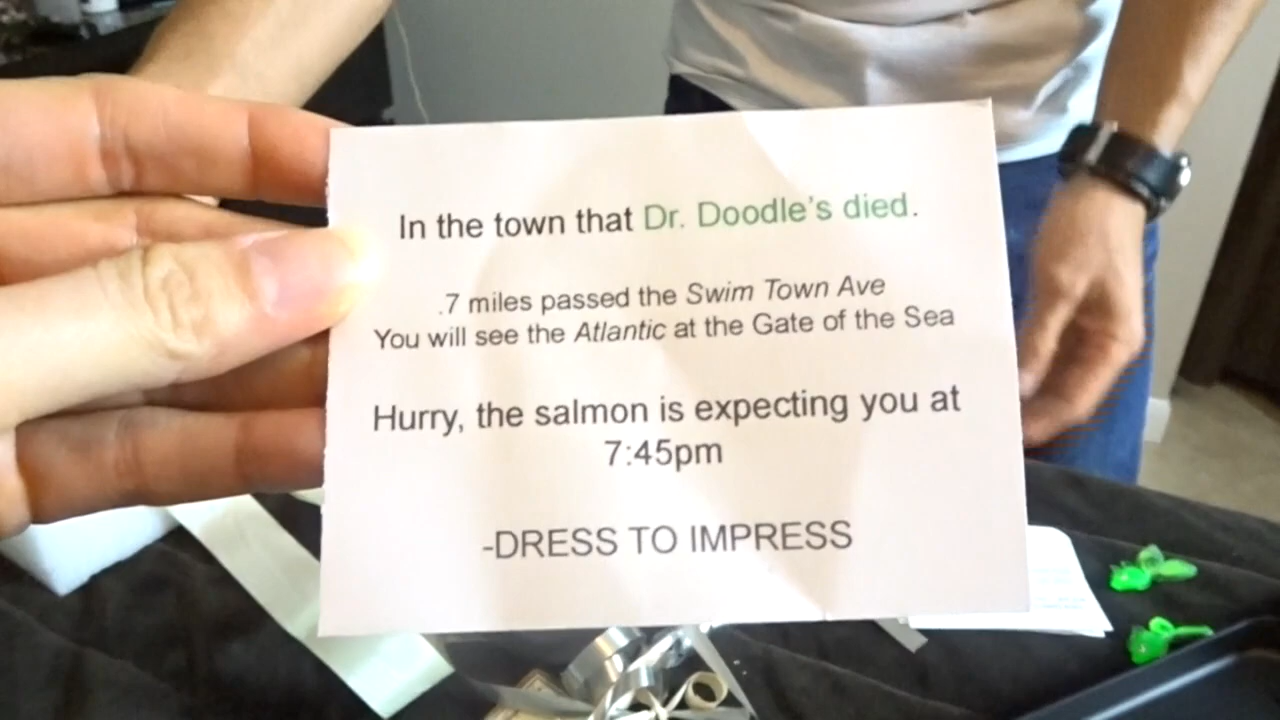 In the town that Dr. Doodle's died.
.7 miles passed the Swim Town Ave
You will see the Atlantic at the Gate of the Sea
Hurry, the salmon is expecting you at
7:45pm
-DRESS TO IMPRESS